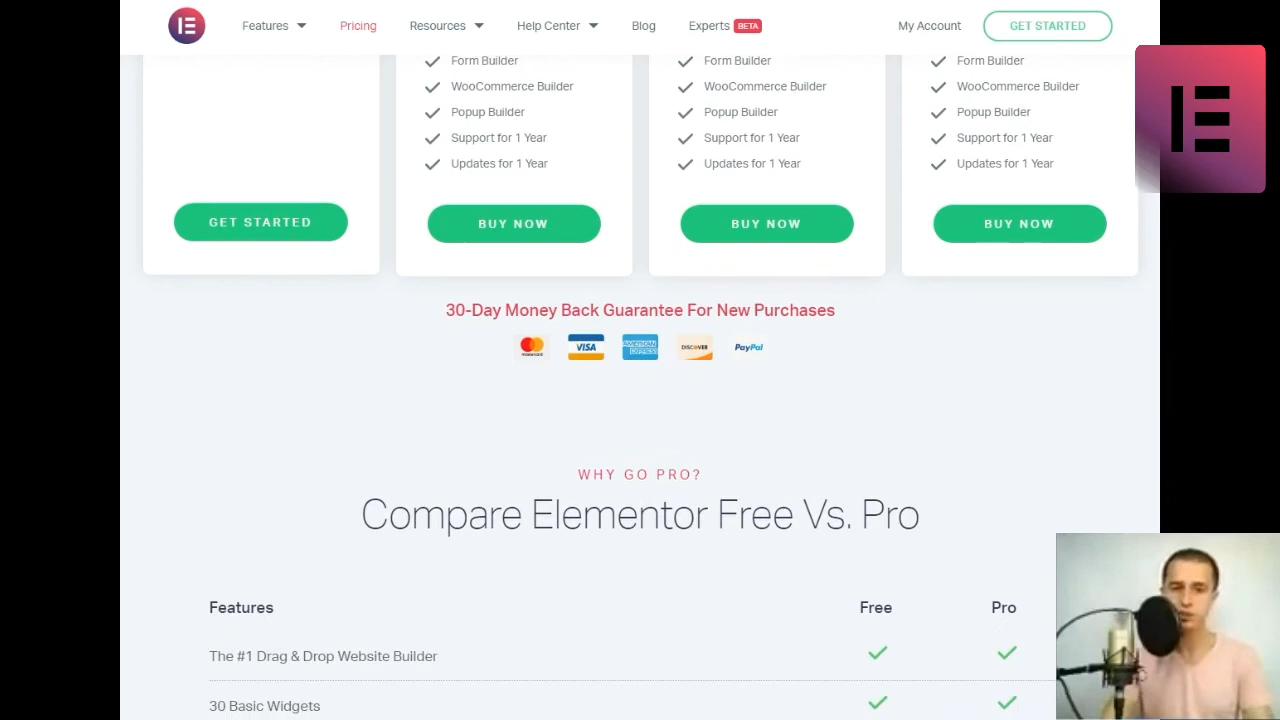 Features
Pricing
Resources
Help Center
Blog
Experts BETA
My Account
GET STARTED
Form Builder
Form Builder
Form Builder
WooCommerce Builder
WooCommerce Builder
WooCommerce Builder
Popup Builder
Popup Builder
Popup Builder
Support for 1 Year
Support for 1 Year
Support for 1 Year
Updates for 1 Year
Updates for 1 Year
Updates for 1 Year
GET STARTED
BUY NOW
BUY NOW
BUY NOW
30-Day Money Back Guarantee For New Purchases
mastercard
VISA
AMERICAN EXPRESS
DISCOVER
PayPal
WHY GO PRO?
Compare Elementor Free Vs. Pro
Features
Free
Pro
The #1 Drag & Drop Website Builder
30 Basic Widgets